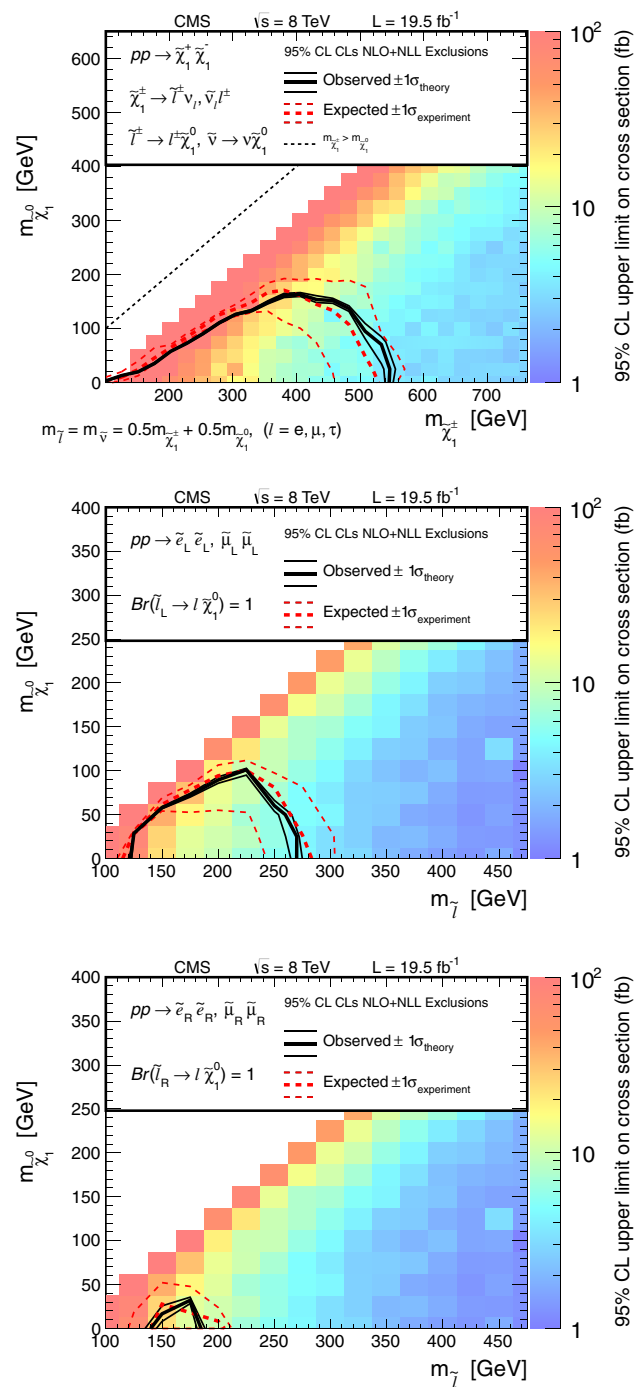 CMS √s = 8 TeV L = 19.5 fb⁻¹
pp → χ̃₁⁺ χ̃₁⁻
χ̃₁± → l̃± ν_l, ν̃_l l±
l̃± → l± χ̃₁⁰, ν̃ → ν χ̃₁⁰
95% CL CLs NLO+NLL Exclusions
Observed ±1σ_theory
Expected ±1σ_experiment
m_χ̃₁± > m_χ̃₁⁰
m_χ̃₁⁰ [GeV]
600
500
400
300
200
100
0
100 200 300 400 500 600 700
m_χ̃₁± [GeV]
10²
10
1
95% CL upper limit on cross section (fb)
m_l̃ = m_ν̃ = 0.5m_χ̃₁± + 0.5m_χ̃₁⁰, (l = e, μ, τ)
CMS √s = 8 TeV L = 19.5 fb⁻¹
pp → ẽ_L ẽ_L, μ̃_L μ̃_L
Br(l̃_L → l χ̃₁⁰) = 1
95% CL CLs NLO+NLL Exclusions
Observed ± 1σ_theory
Expected ±1σ_experiment
m_χ̃₁⁰ [GeV]
400
350
300
250
200
150
100
50
0
100 150 200 250 300 350 400 450
m_l̃ [GeV]
10²
10
1
95% CL upper limit on cross section (fb)
CMS √s = 8 TeV L = 19.5 fb⁻¹
pp → ẽ_R ẽ_R, μ̃_R μ̃_R
Br(l̃_R → l χ̃₁⁰) = 1
95% CL CLs NLO+NLL Exclusions
Observed ± 1σ_theory
Expected ±1σ_experiment
m_χ̃₁⁰ [GeV]
400
350
300
250
200
150
100
50
0
100 150 200 250 300 350 400 450
m_l̃ [GeV]
10²
10
1
95% CL upper limit on cross section (fb)